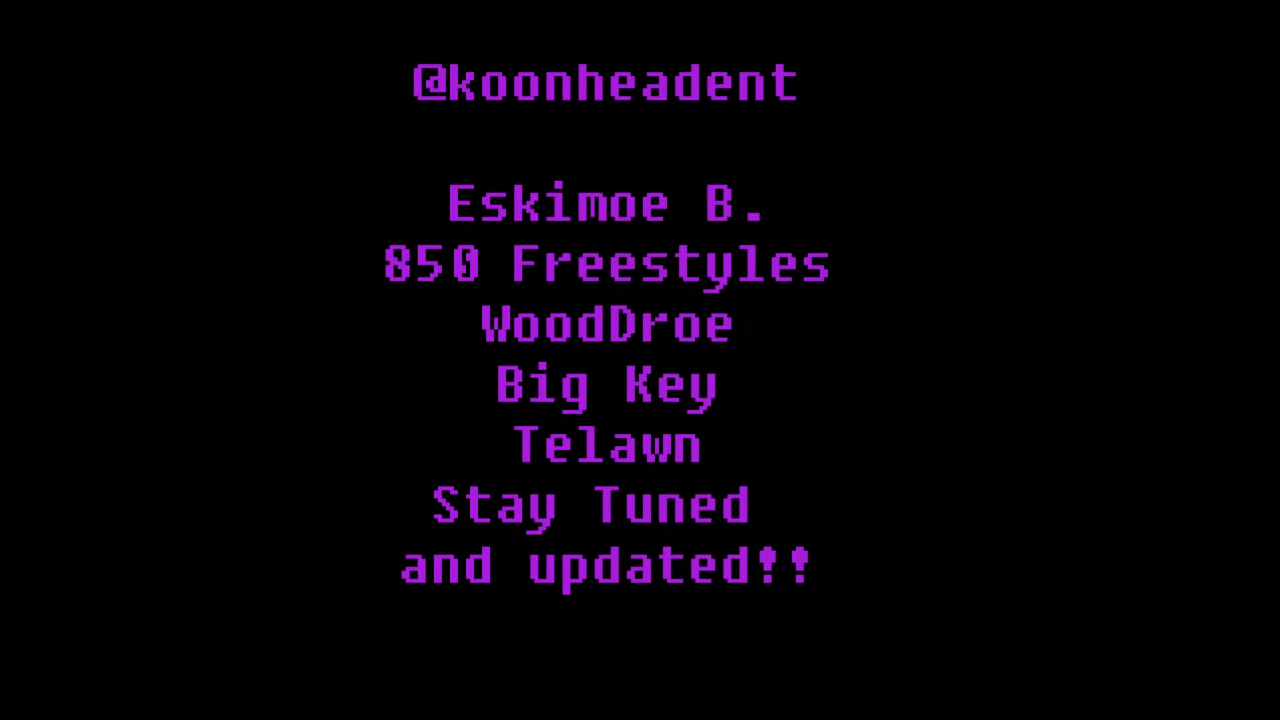 @koonheadent
Eskimoe B.
850 Freestyles
WoodDroe
Big Key
Telawn
Stay Tuned
and updated!!